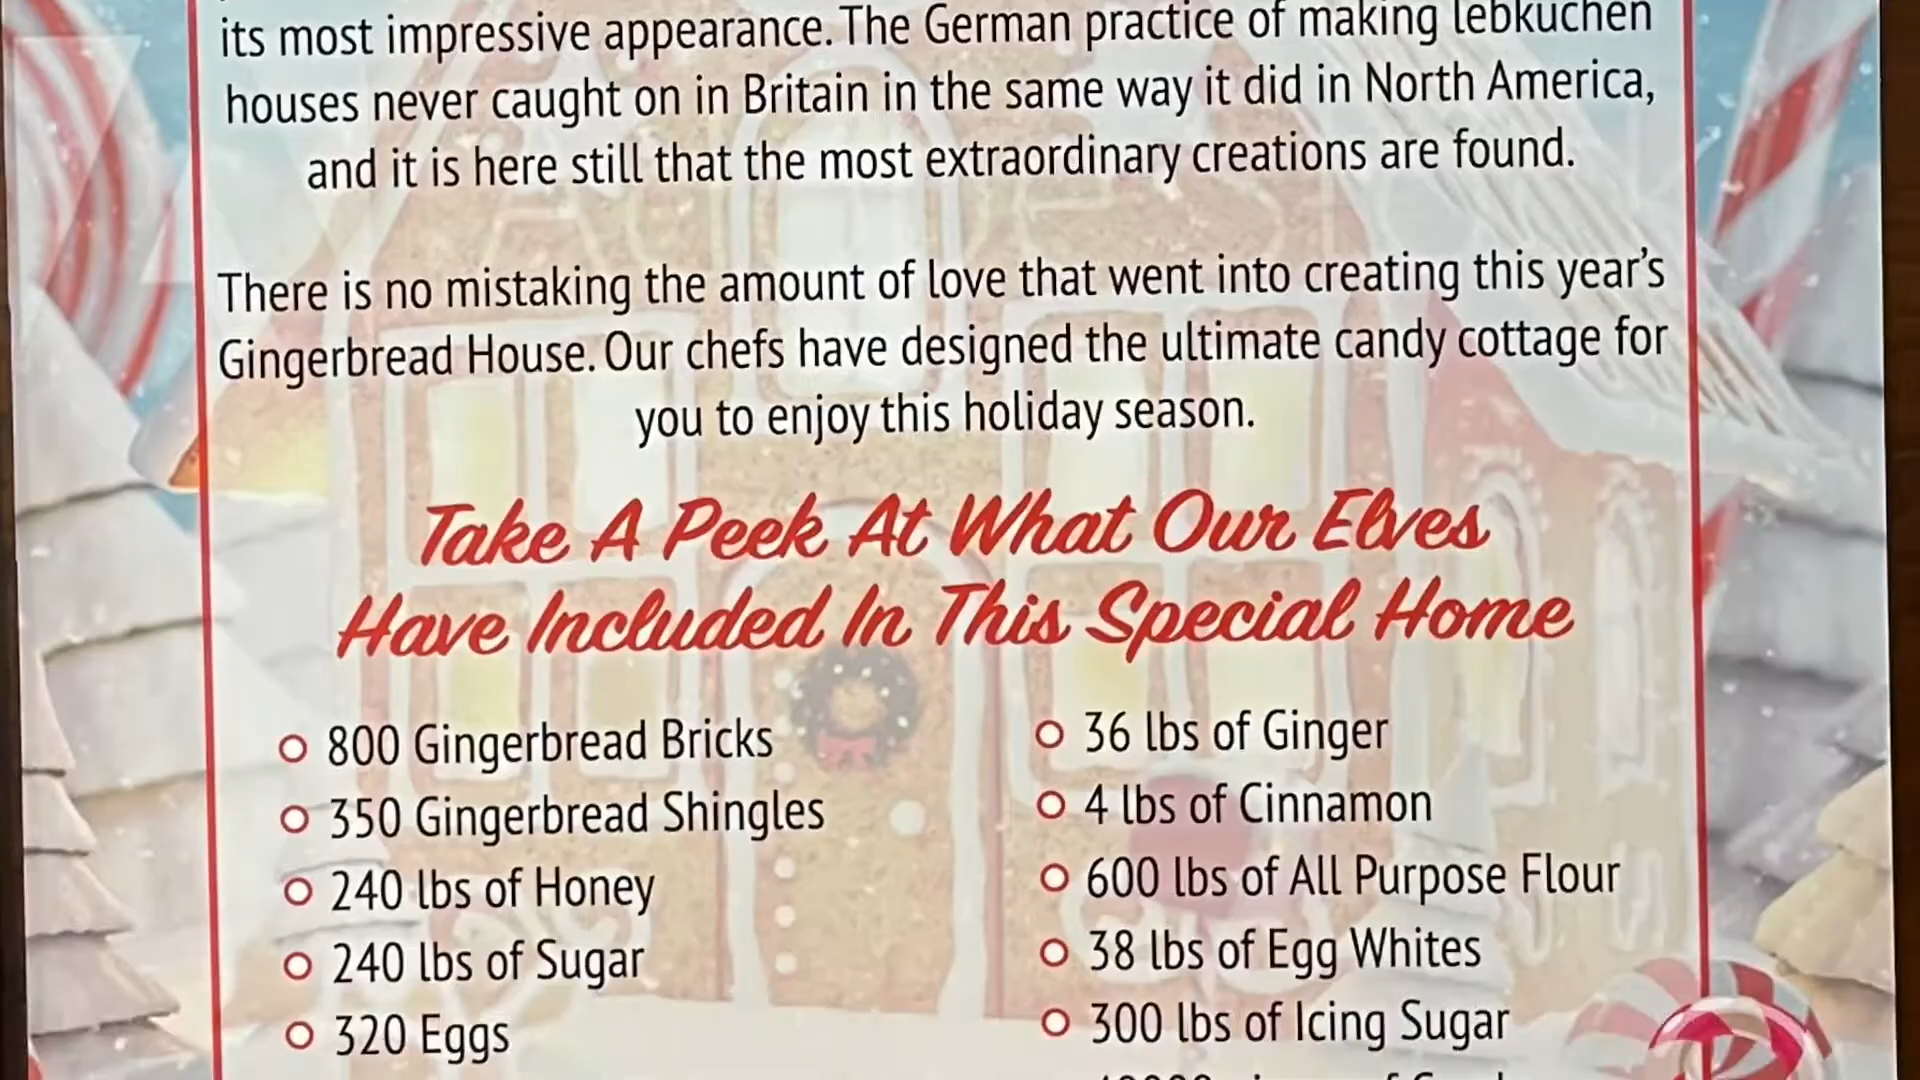 its most impressive appearance. The German practice of making lebkuchen
houses never caught on in Britain in the same way it did in North America,
and it is here still that the most extraordinary creations are found.
There is no mistaking the amount of love that went into creating this year's
Gingerbread House. Our chefs have designed the ultimate candy cottage for
you to enjoy this holiday season.
Take A Peek At What Our Elves
Have Included In This Special Home
800 Gingerbread Bricks
350 Gingerbread Shingles
240 lbs of Honey
240 lbs of Sugar
320 Eggs
36 lbs of Ginger
4 lbs of Cinnamon
600 lbs of All Purpose Flour
38 lbs of Egg Whites
300 lbs of Icing Sugar